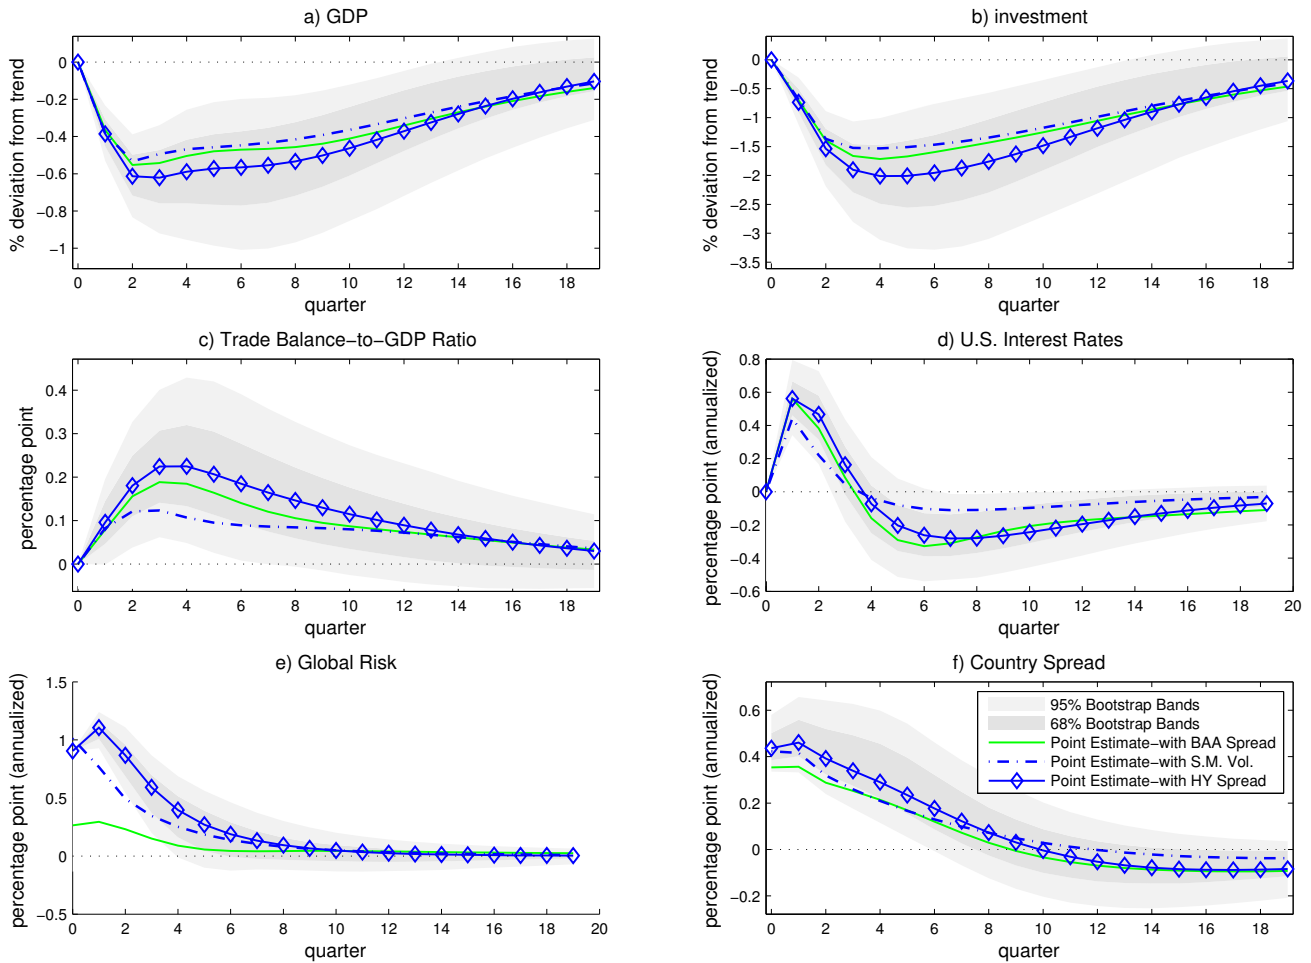 a) GDP
% deviation from trend
0
−0.2
−0.4
−0.6
−0.8
−1
0 2 4 6 8 10 12 14 16 18
quarter
b) investment
% deviation from trend
0
−0.5
−1
−1.5
−2
−2.5
−3
−3.5
0 2 4 6 8 10 12 14 16 18
quarter
c) Trade Balance−to−GDP Ratio
percentage point
0.4
0.3
0.2
0.1
0
0 2 4 6 8 10 12 14 16 18 20
quarter
d) U.S. Interest Rates
percentage point (annualized)
0.8
0.6
0.4
0.2
0
−0.2
−0.4
−0.6
0 2 4 6 8 10 12 14 16 18 20
quarter
e) Global Risk
percentage point (annualized)
1.5
1
0.5
0
−0.5
0 2 4 6 8 10 12 14 16 18 20
quarter
f) Country Spread
percentage point (annualized)
0.6
0.4
0.2
0
−0.2
0 2 4 6 8 10 12 14 16 18
quarter
95% Bootstrap Bands
68% Bootstrap Bands
Point Estimate−with BAA Spread
Point Estimate−with S.M. Vol.
Point Estimate−with HY Spread